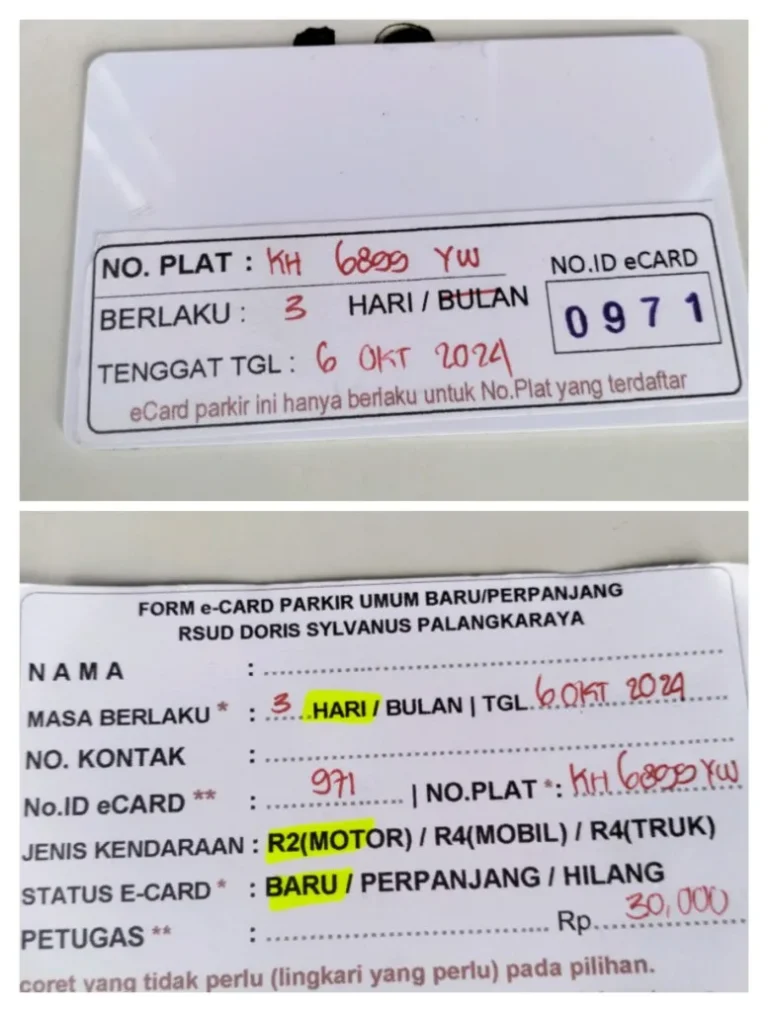 NO. PLAT : KH 6899 YW
NO.ID eCARD
BERLAKU : 3 HARI / BULAN
0971
TENGGAT TGL : 6 OKT 2024
eCard parkir ini hanya berlaku untuk No.Plat yang terdaftar
FORM e-CARD PARKIR UMUM BARU/PERPANJANG
RSUD DORIS SYLVANUS PALANGKARAYA
NAMA : ................
MASA BERLAKU * : 3 HARI / BULAN | TGL. 6 OKT 2024
NO. KONTAK : ................
No.ID eCARD ** : 971 | NO.PLAT *: KH 6899 YW
JENIS KENDARAAN : R2(MOTOR) / R4(MOBIL) / R4(TRUK)
STATUS E-CARD * : BARU / PERPANJANG / HILANG
PETUGAS ** : ................ Rp. 30,000
coret yang tidak perlu (lingkari yang perlu) pada pilihan.